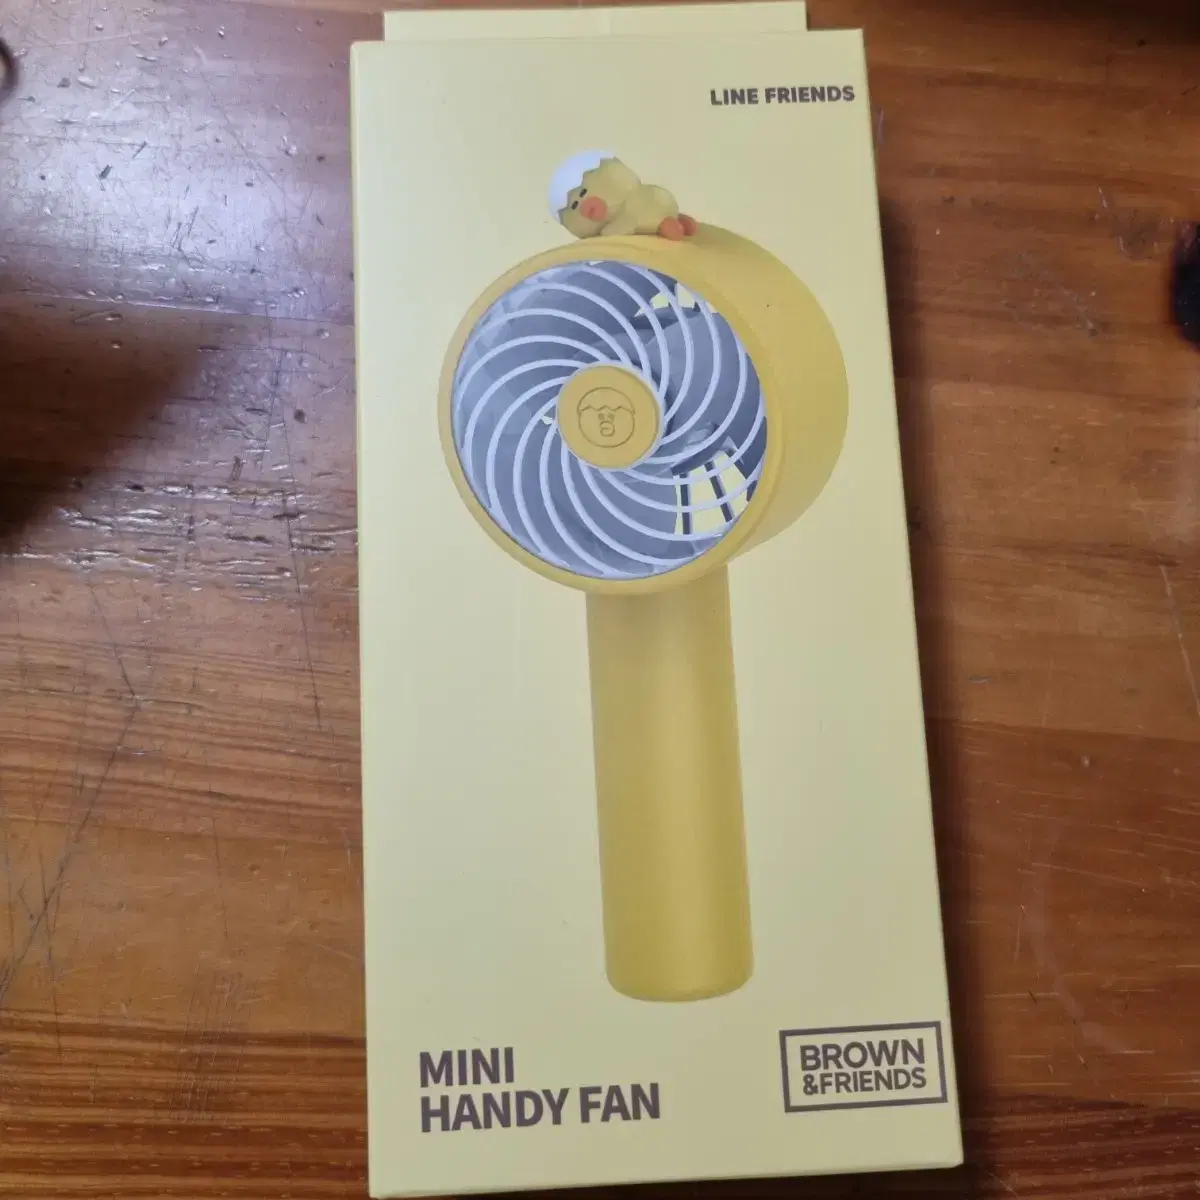 LINE FRIENDS
MINI
HANDY FAN
BROWN
&FRIENDS